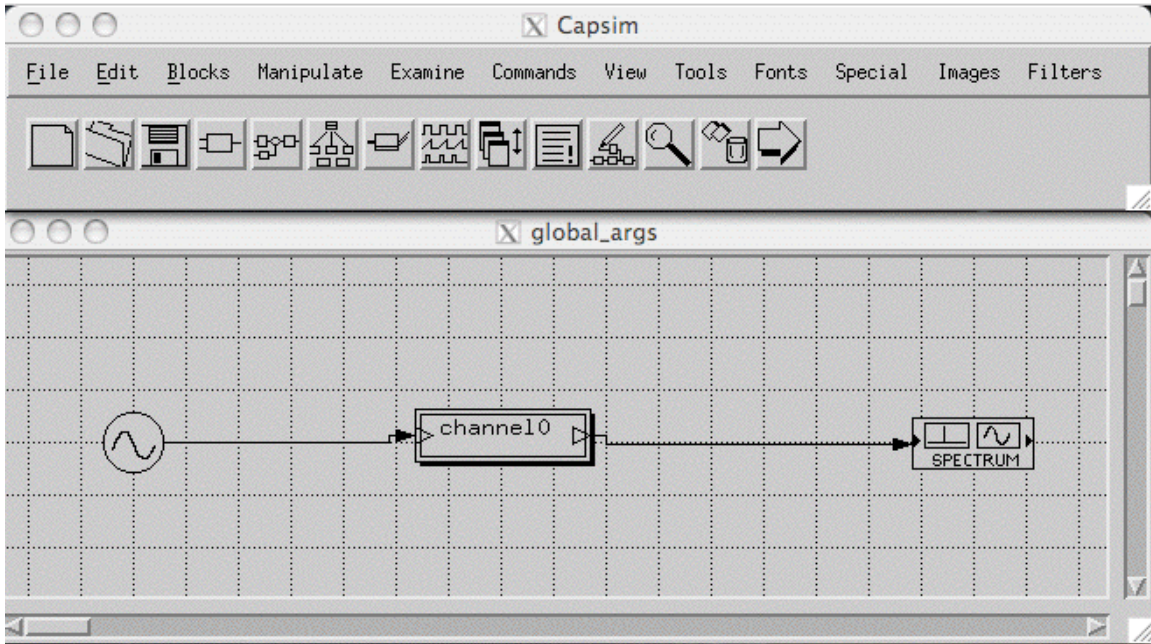 X Capsim
File Edit Blocks Manipulate Examine Commands View Tools Fonts Special Images Filters
X global_args
channel0
SPECTRUM